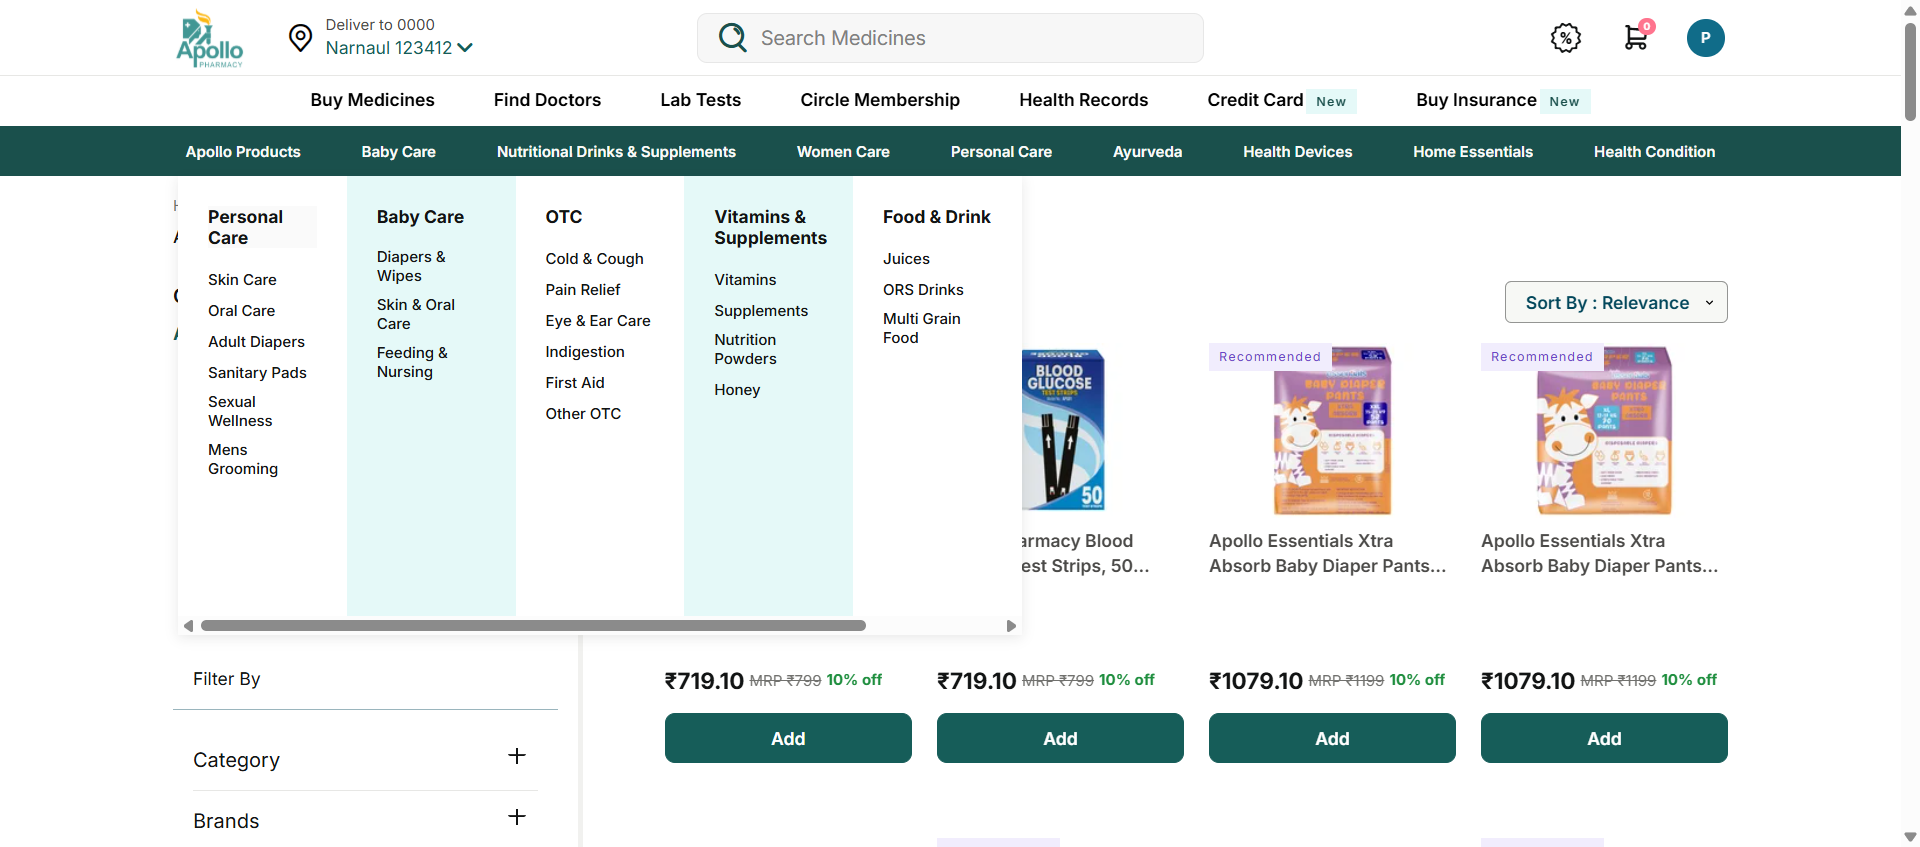 Apollo
PHARMACY
Deliver to 0000
Narnaul 123412
Search Medicines
%
0
P
Buy Medicines
Find Doctors
Lab Tests
Circle Membership
Health Records
Credit Card New
Buy Insurance New
Apollo Products
Baby Care
Nutritional Drinks & Supplements
Women Care
Personal Care
Ayurveda
Health Devices
Home Essentials
Health Condition
Personal
Care
Skin Care
Oral Care
Adult Diapers
Sanitary Pads
Sexual
Wellness
Mens
Grooming
Baby Care
Diapers &
Wipes
Skin & Oral
Care
Feeding &
Nursing
OTC
Cold & Cough
Pain Relief
Eye & Ear Care
Indigestion
First Aid
Other OTC
Vitamins &
Supplements
Vitamins
Supplements
Nutrition
Powders
Honey
Food & Drink
Juices
ORS Drinks
Multi Grain
Food
Sort By : Relevance
BLOOD
GLUCOSE
TEST STRIPS
50
Recommended
BABY DIAPER
PANTS
Recommended
BABY DIAPER
PANTS
armacy Blood
est Strips, 50...
Apollo Essentials Xtra
Absorb Baby Diaper Pants...
Apollo Essentials Xtra
Absorb Baby Diaper Pants...
Filter By
Category
Brands
₹719.10 MRP ₹799 10% off
Add
₹719.10 MRP ₹799 10% off
Add
₹1079.10 MRP ₹1199 10% off
Add
₹1079.10 MRP ₹1199 10% off
Add